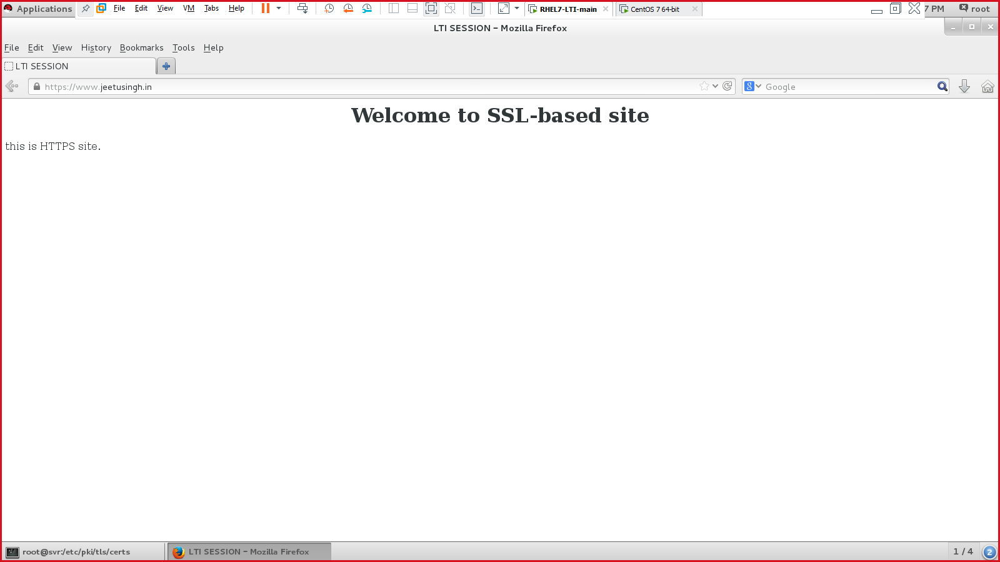 Applications File Edit View VM Tabs Help RHEL7-LTI-main CentOS 7 64-bit 7 PM root
LTI SESSION - Mozilla Firefox
File Edit View History Bookmarks Tools Help
LTI SESSION
https://www.jeetusingh.in 8 Google
Welcome to SSL-based site
this is HTTPS site.
root@svr:/etc/pki/tls/certs LTI SESSION - Mozilla Firefox 1 / 4 2